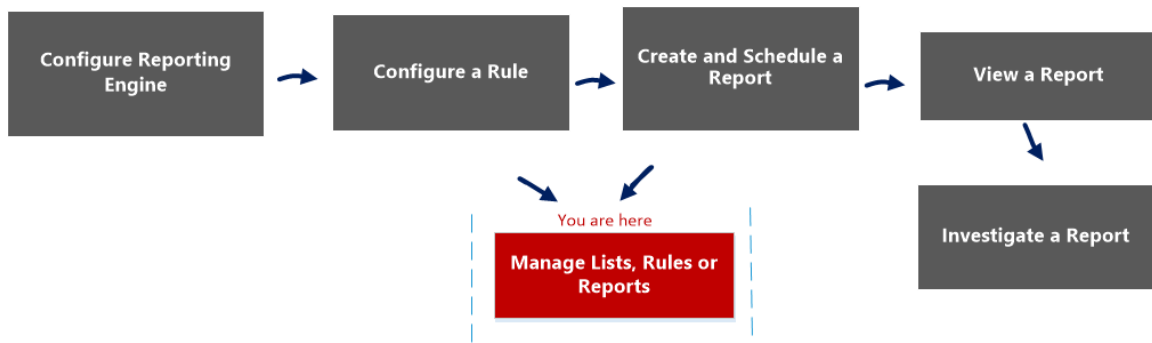 Configure Reporting
Engine
Configure a Rule
Create and Schedule a
Report
View a Report
You are here
Manage Lists, Rules or
Reports
Investigate a Report